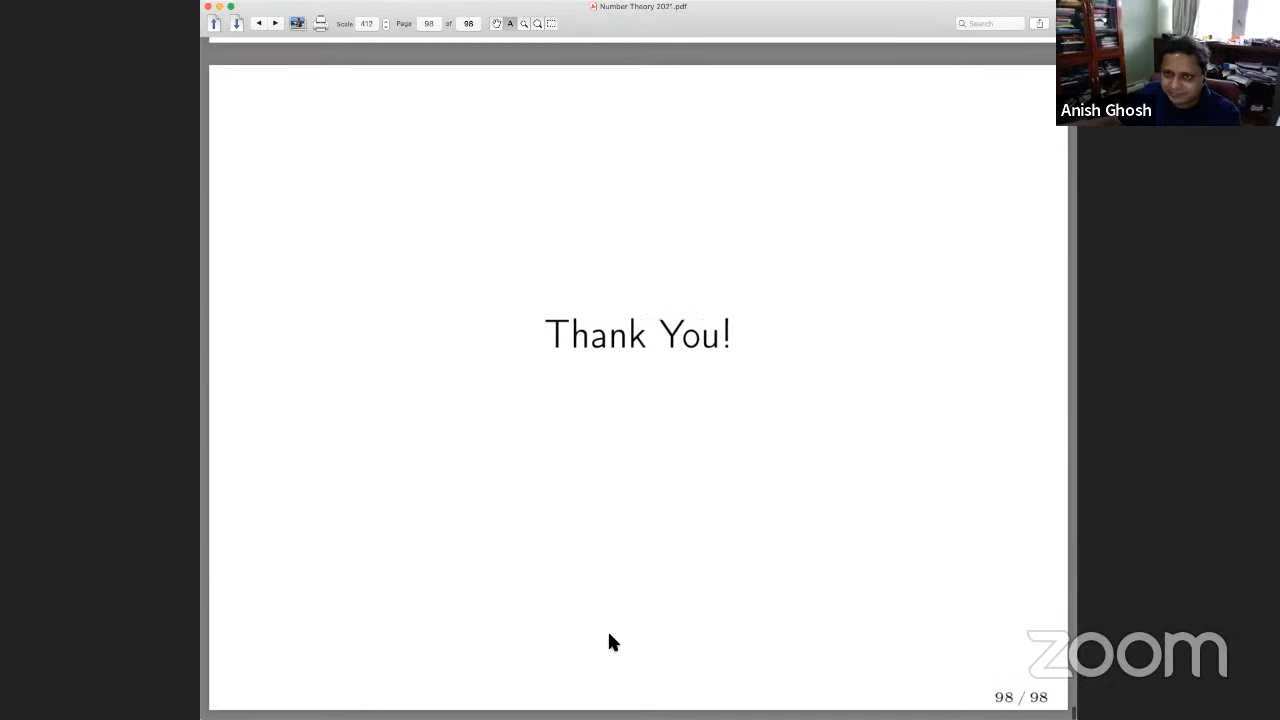 Number Theory 2021.pdf
Scale 412 Page 98 of 98 A Search
Anish Ghosh
Thank You!
zoom
98 / 98